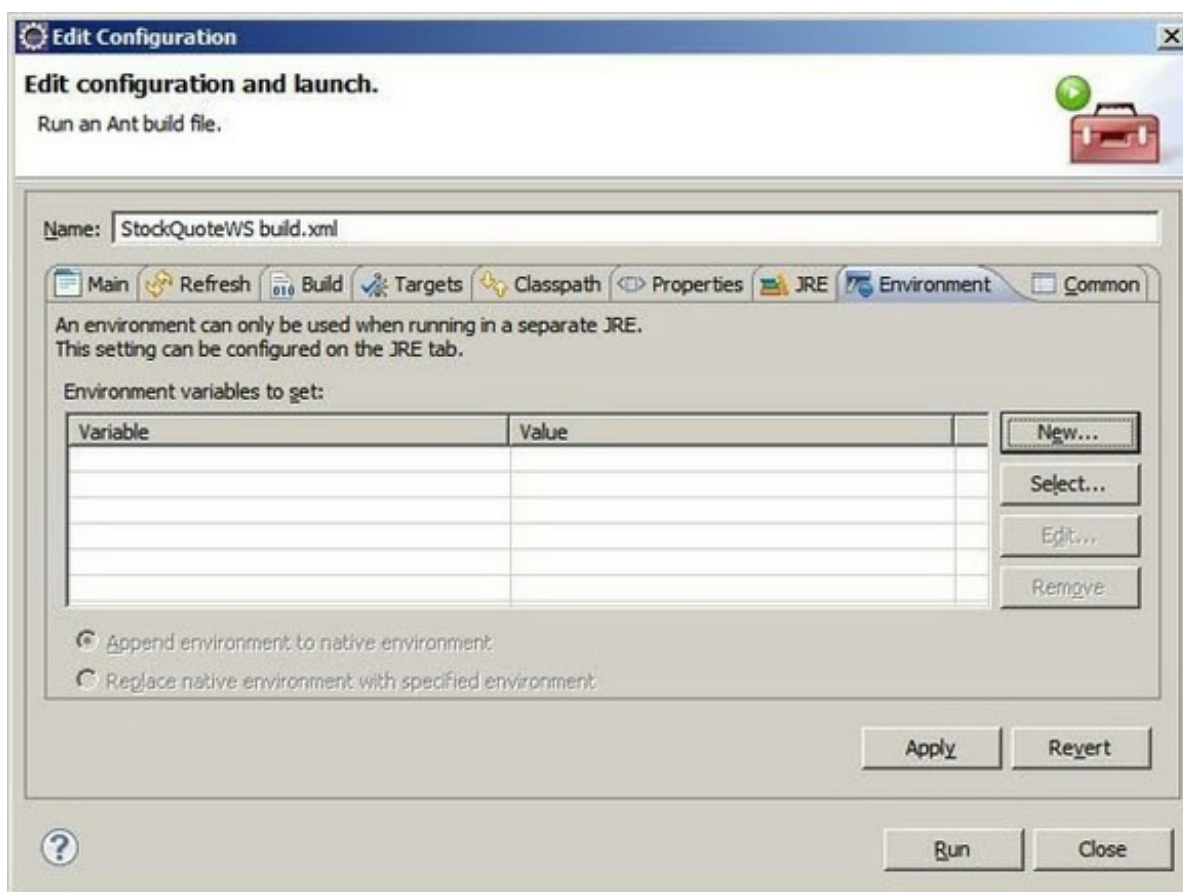 Edit Configuration
Edit configuration and launch.
Run an Ant build file.
Name: StockQuoteWS build.xml
Main Refresh 010 Build Targets Classpath Properties JRE Environment Common
An environment can only be used when running in a separate JRE.
This setting can be configured on the JRE tab.
Environment variables to set:
Variable Value
New...
Select...
Edit...
Remove
Append environment to native environment
Replace native environment with specified environment
Apply Revert
? Run Close